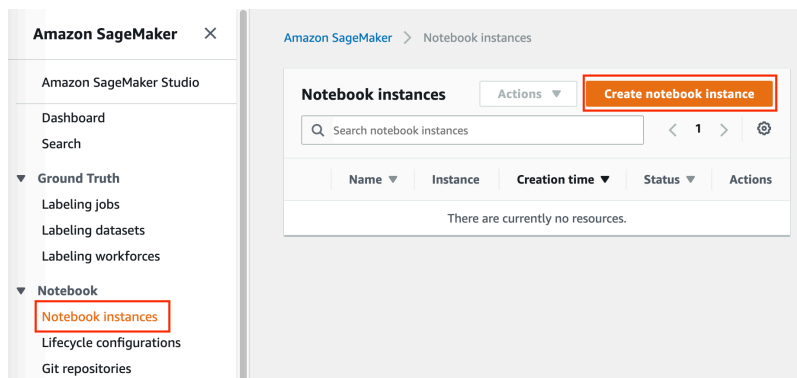 Amazon SageMaker
Amazon SageMaker Studio
Dashboard
Search
Ground Truth
Labeling jobs
Labeling datasets
Labeling workforces
Notebook
Notebook instances
Lifecycle configurations
Git repositories
Amazon SageMaker > Notebook instances
Notebook instances Actions Create notebook instance
Search notebook instances < 1 >
Name Instance Creation time Status Actions
There are currently no resources.